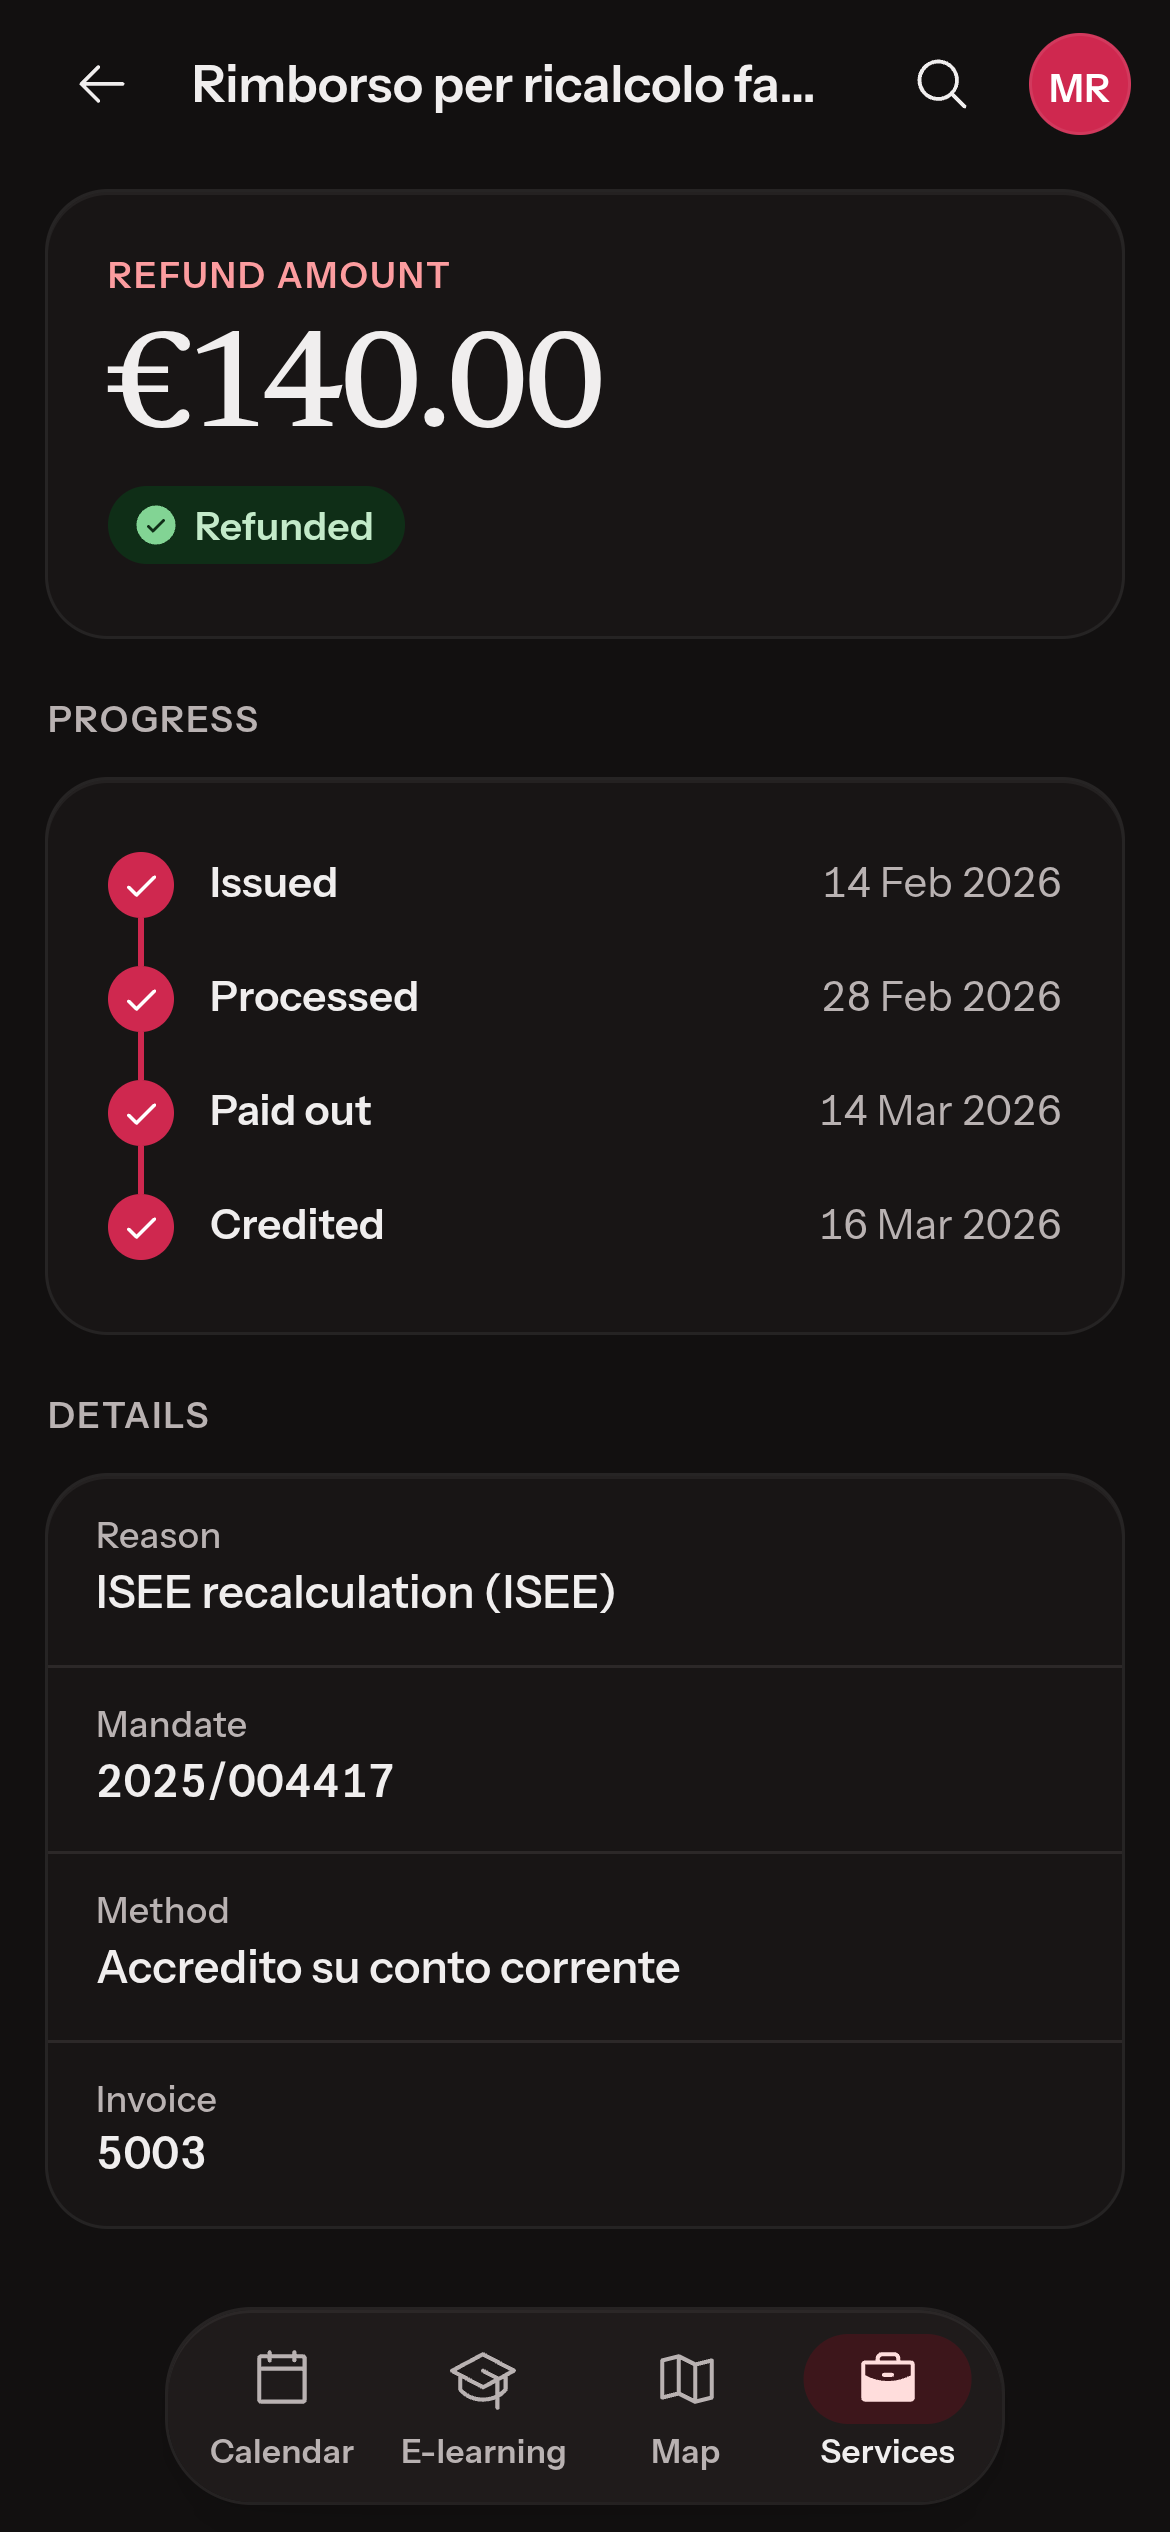 Rimborso per ricalcolo fa...
MR
REFUND AMOUNT
€140.00
Refunded
PROGRESS
Issued 14 Feb 2026
Processed 28 Feb 2026
Paid out 14 Mar 2026
Credited 16 Mar 2026
DETAILS
Reason
ISEE recalculation (ISEE)
Mandate
2025/004417
Method
Accredito su conto corrente
Invoice
5003
Calendar E-learning Map Services